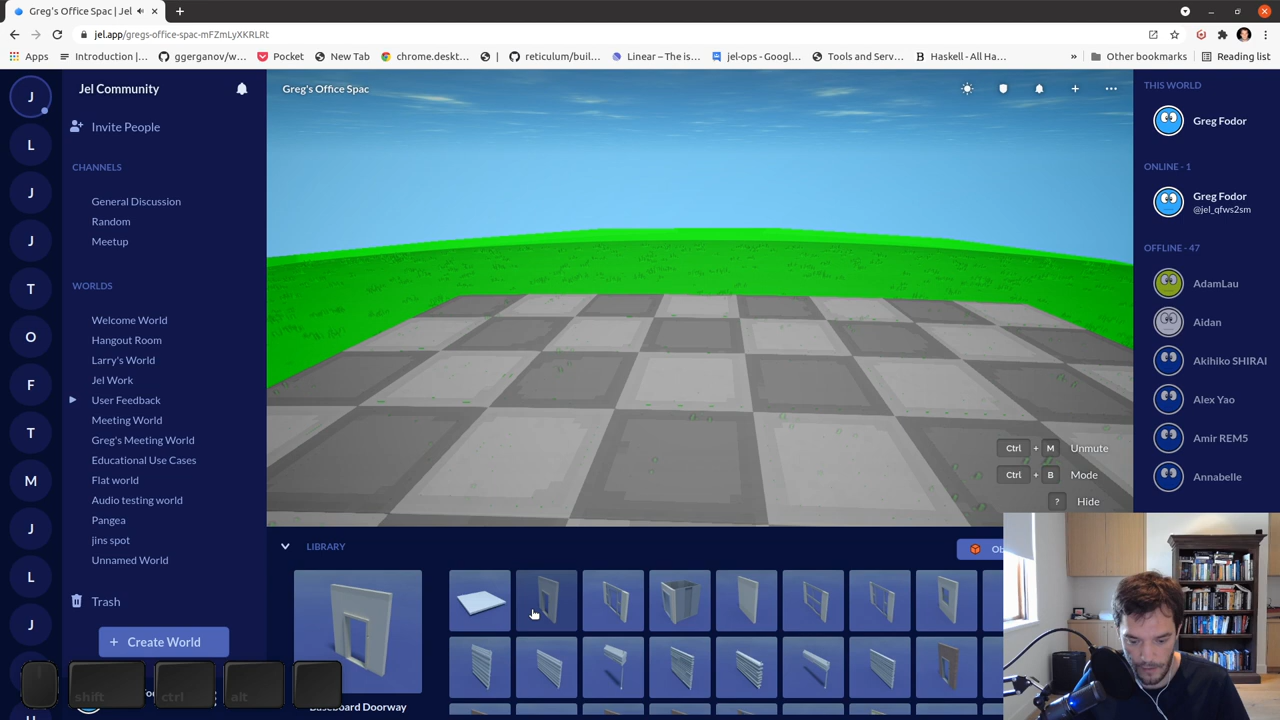 Greg's Office Spac | Jel
jel.app/gregs-office-spac-mFZmLyXKRLRt
Apps
Introduction |...
ggerganov/w...
Pocket
New Tab
chrome.deskt...
|
reticulum/buil...
Linear – The is...
jel-ops - Googl...
Tools and Serv...
Haskell - All Ha...
»
Other bookmarks
Reading list
J
L
J
J
T
O
F
T
M
J
L
J
Jel Community
Invite People
CHANNELS
General Discussion
Random
Meetup
WORLDS
Welcome World
Hangout Room
Larry's World
Jel Work
User Feedback
Meeting World
Greg's Meeting World
Educational Use Cases
Flat world
Audio testing world
Pangea
jins spot
Unnamed World
Trash
+ Create World
shift
ctrl
alt
Greg's Office Spac
Ctrl + M Unmute
Ctrl + B Mode
? Hide
LIBRARY
Ob
Baseboard Doorway
THIS WORLD
Greg Fodor
ONLINE - 1
Greg Fodor
@jel_qfws2sm
OFFLINE - 47
AdamLau
Aidan
Akihiko SHIRAI
Alex Yao
Amir REM5
Annabelle